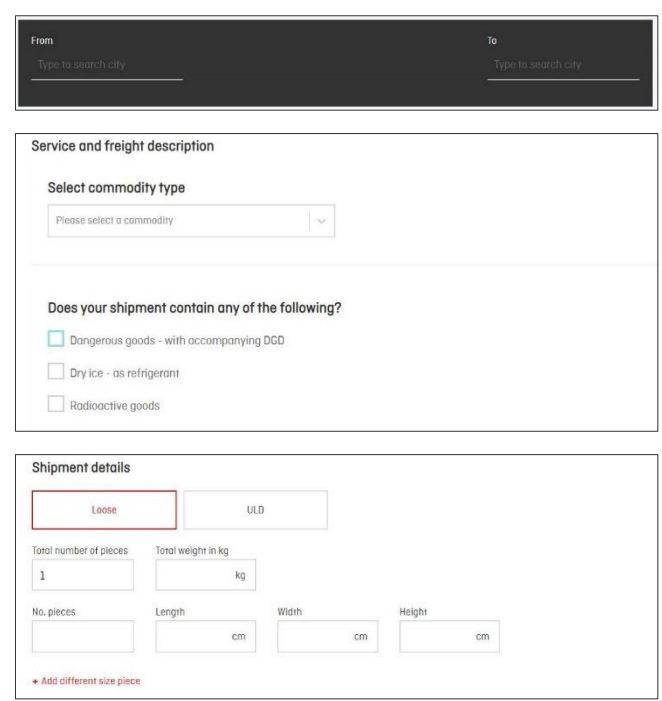 From To
Type to search city Type to search city
Service and freight description
Select commodity type
Please select a commodity
Does your shipment contain any of the following?
Dangerous goods - with accompanying DGD
Dry ice - as refrigerant
Radioactive goods
Shipment details
Loose ULD
Total number of pieces Total weight in kg
1 kg
No. pieces Length Width Height
cm cm cm
+ Add different size piece